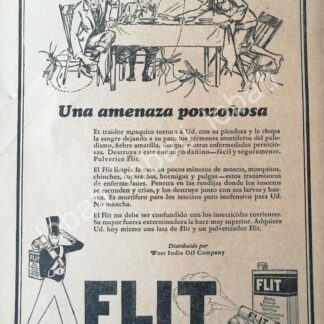 Una amenaza ponzoñosa
El traidor mosquito tortura a Ud. con su picadura y le chupa
la sangre dejando a su paso los gérmenes mortíferos del palu-
dismo, fiebre amarilla, dengue y otras enfermedades pernicio-
sas. Destruya a este enemigo dañino—fácil y seguramente.
Pulverice Flit.
El Flit limpia la casa en pocos minutos de moscas, mosquitos,
chinches, cucarachas, hormigas y pulgas—estos transmisores
de enfermedades. Penetra en las rendijas donde los insectos
se esconden y crían, y los destruye junto con sus larvas y hue-
vos. Es mortífero para los insectos pero inofensivo para Ud.
No mancha.
El Flit no debe ser confundido con los insecticidas corrientes.
Su mayor fuerza exterminadora le hace muy superior. Adquiera
Ud. hoy mismo una lata de Flit y un pulverizador Flit.
Distribuido por
West India Oil Company
FLIT
FLIT
FLIT